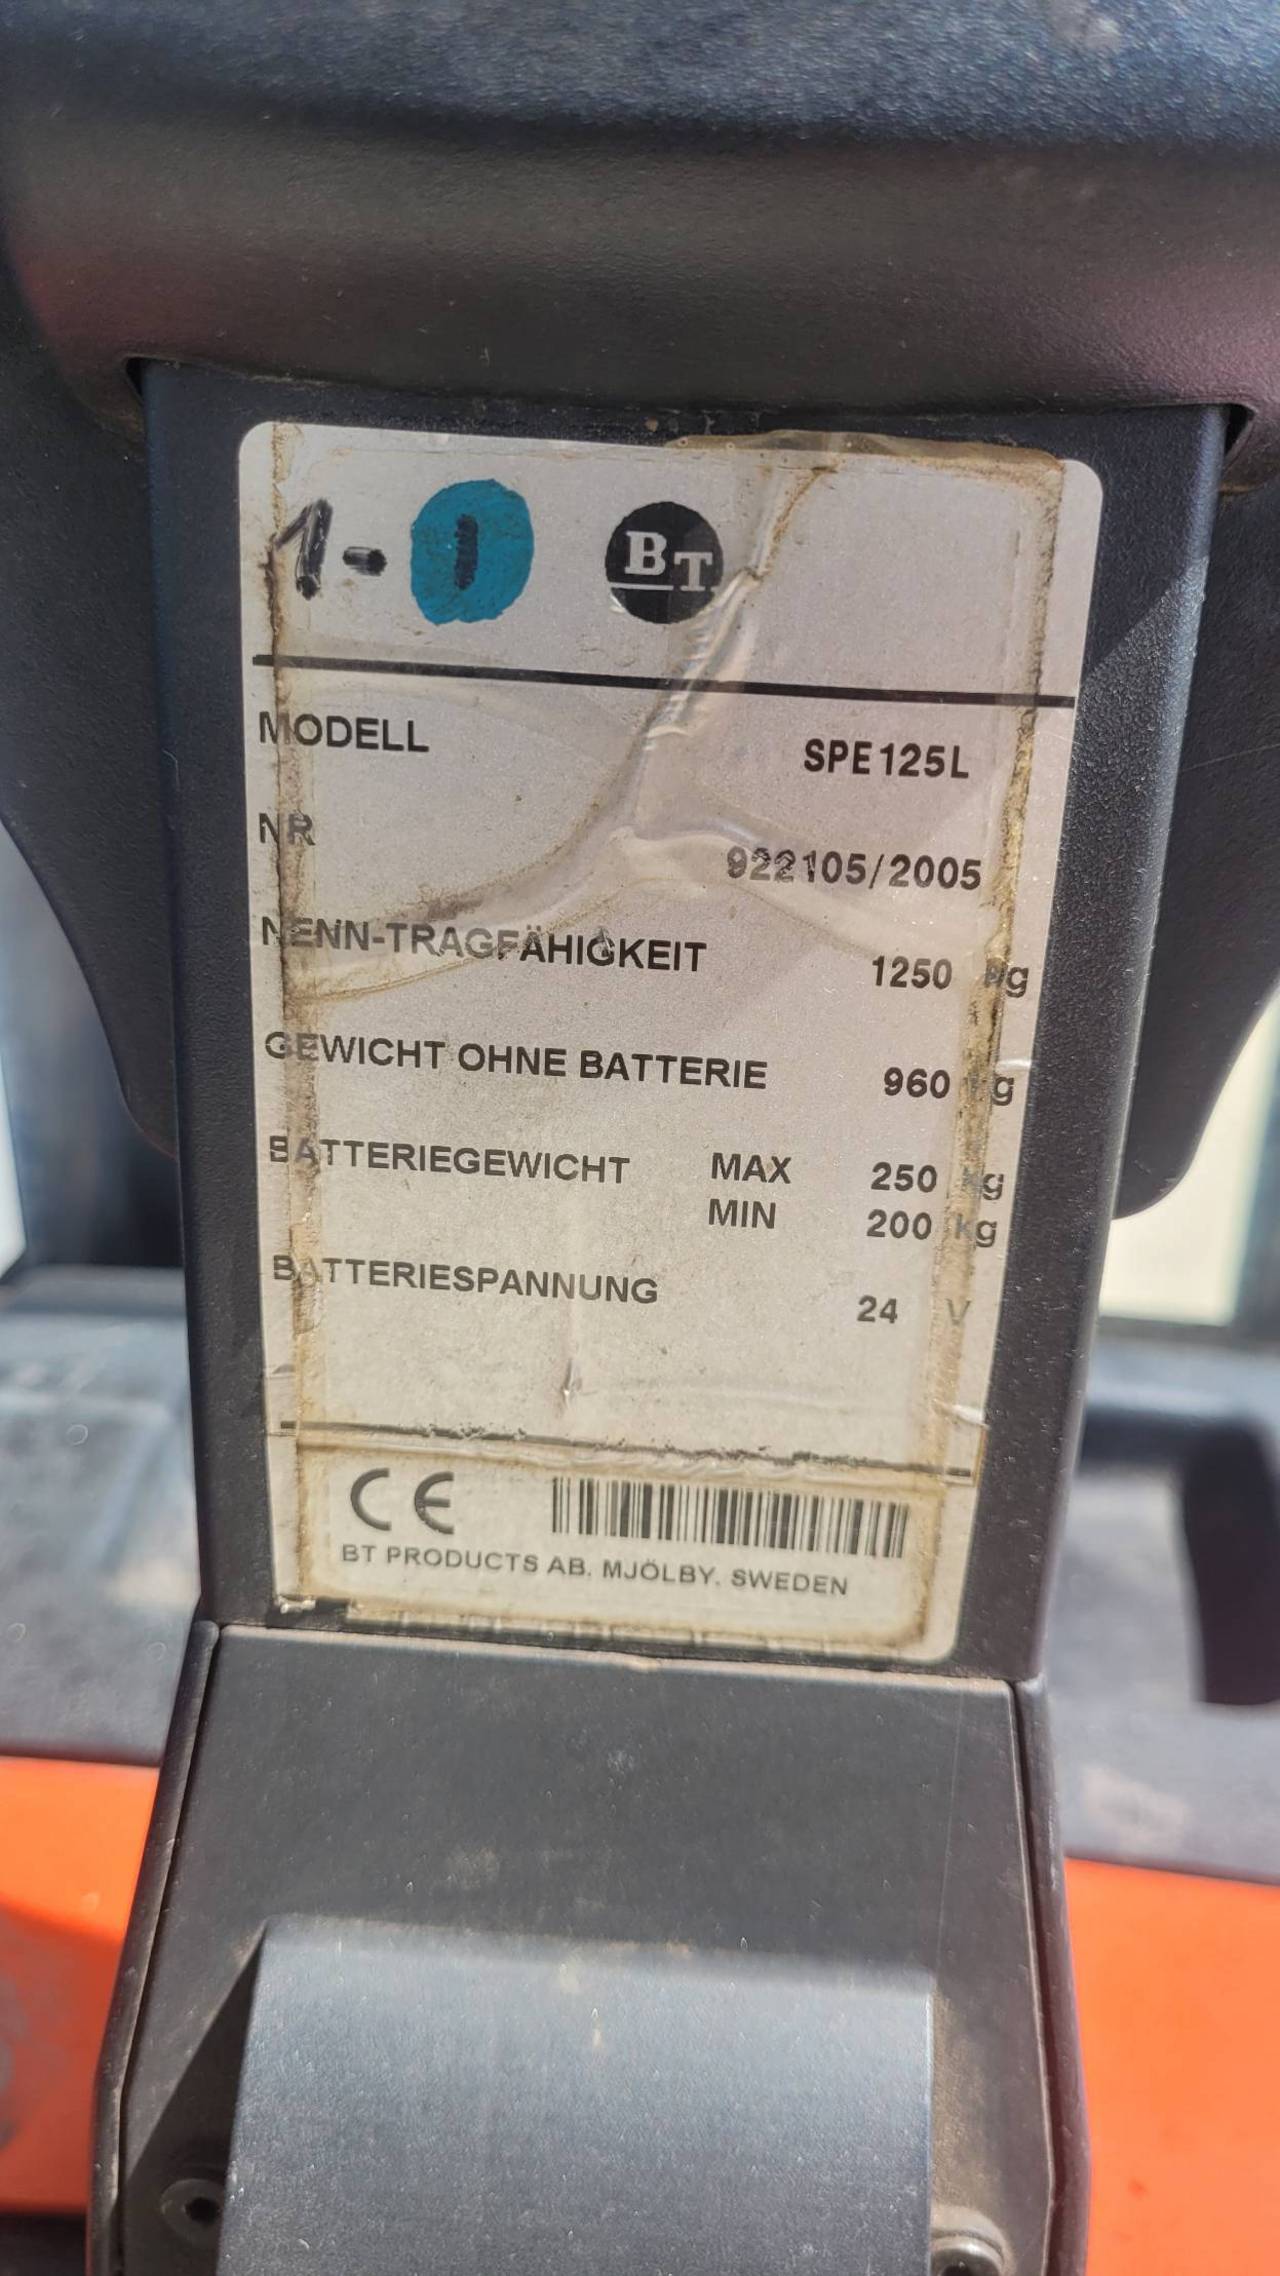 1-0 BT
MODELL SPE125L
NR 922105/2005
NENN-TRAGFÄHIGKEIT 1250 kg
GEWICHT OHNE BATTERIE 960 kg
BATTERIEGEWICHT MAX 250 kg
MIN 200 kg
BATTERIESPANNUNG 24 V
CE
BT PRODUCTS AB. MJÖLBY. SWEDEN